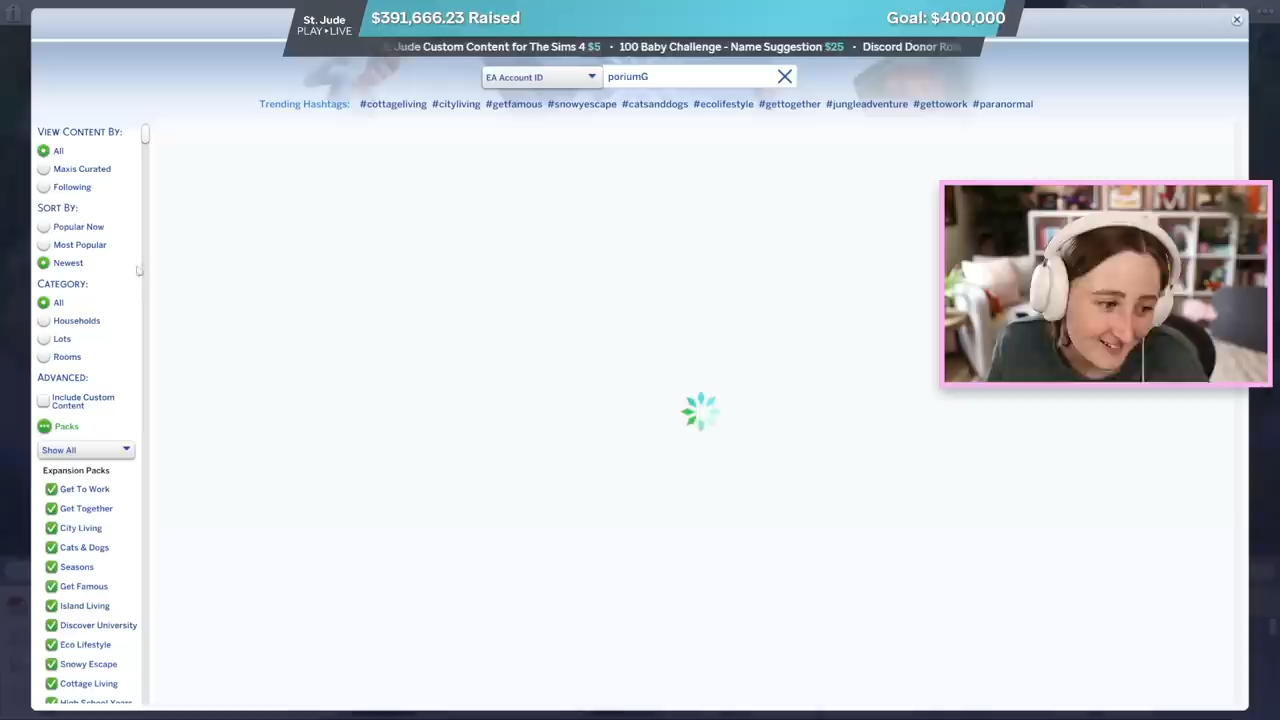 St. Jude
PLAY LIVE
$391,666.23 Raised
Goal: $400,000
Jude Custom Content for The Sims 4 $5 • 100 Baby Challenge - Name Suggestion $25 • Discord Donor
EA Account ID
poriumG
Trending Hashtags: #cottageliving #cityliving #getfamous #snowyescape #catsanddogs #ecolifestyle #gettogether #jungleadventure #gettowork #paranormal
VIEW CONTENT BY:
All
Maxis Curated
Following
SORT BY:
Popular Now
Most Popular
Newest
CATEGORY:
All
Households
Lots
Rooms
ADVANCED:
Include Custom
Content
Packs
Show All
Expansion Packs
Get To Work
Get Together
City Living
Cats & Dogs
Seasons
Get Famous
Island Living
Discover University
Eco Lifestyle
Snowy Escape
Cottage Living
High School Years